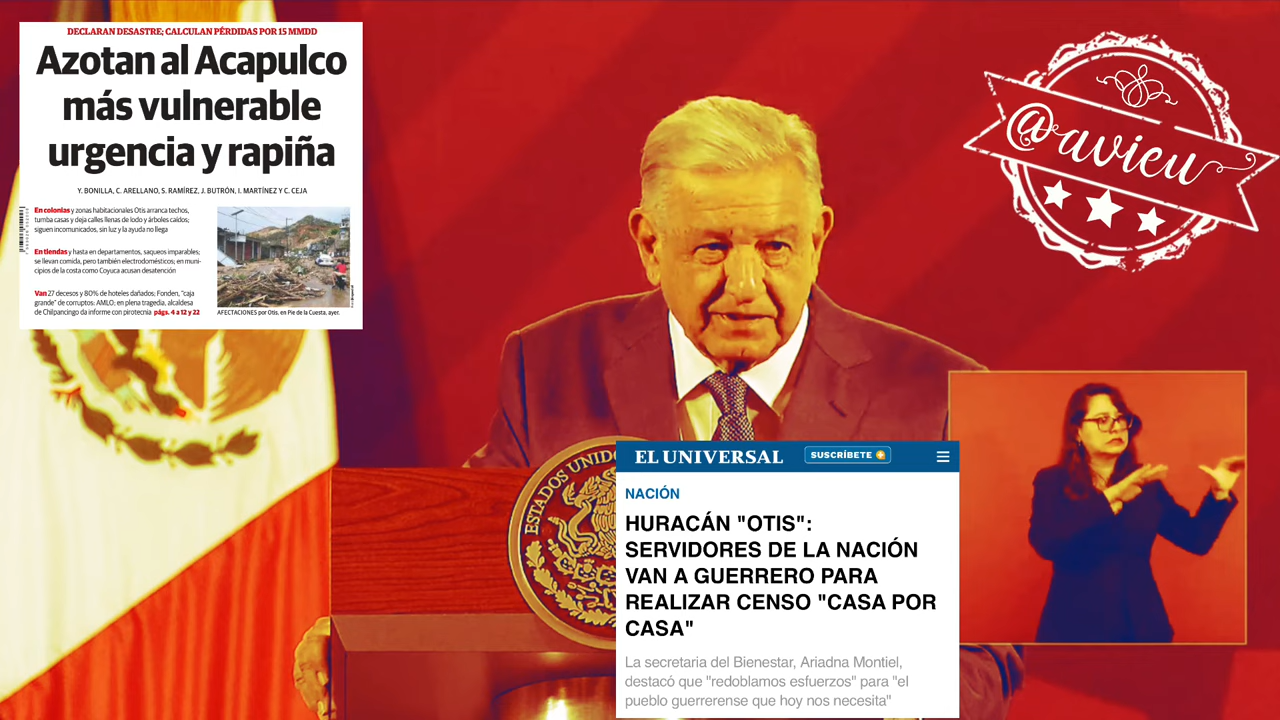 DECLARAN DESASTRE; CALCULAN PÉRDIDAS POR 15 MMDD
Azotan al Acapulco
más vulnerable
urgencia y rapiña
Y. BONILLA, C. ARELLANO, S. RAMÍREZ, J. BUTRÓN, I. MARTÍNEZ Y C. CEJA
En colonias y zonas habitacionales Otis arranca techos,
tumba casas y deja calles llenas de lodo y árboles caídos;
siguen incomunicados, sin luz y la ayuda no llega
En tiendas y hasta en departamentos, saqueos imparables;
se llevan comida, pero también electrodomésticos; en muni-
cipios de la costa como Coyuca acusan desatención
Van 27 decesos y 80% de hoteles dañados; Fonden, "caja
grande" de corruptos: AMLO; en plena tragedia, alcaldesa
de Chilpancingo da informe con pirotecnia págs. 4 a 12 y 22
AFECTACIONES por Otis, en Pie de la Cuesta, ayer.
@avieu
ESTADOS UNIDO
EL UNIVERSAL
SUSCRÍBETE
NACIÓN
HURACÁN "OTIS":
SERVIDORES DE LA NACIÓN
VAN A GUERRERO PARA
REALIZAR CENSO "CASA POR
CASA"
La secretaria del Bienestar, Ariadna Montiel,
destacó que "redoblamos esfuerzos" para "el
pueblo guerrerense que hoy nos necesita"